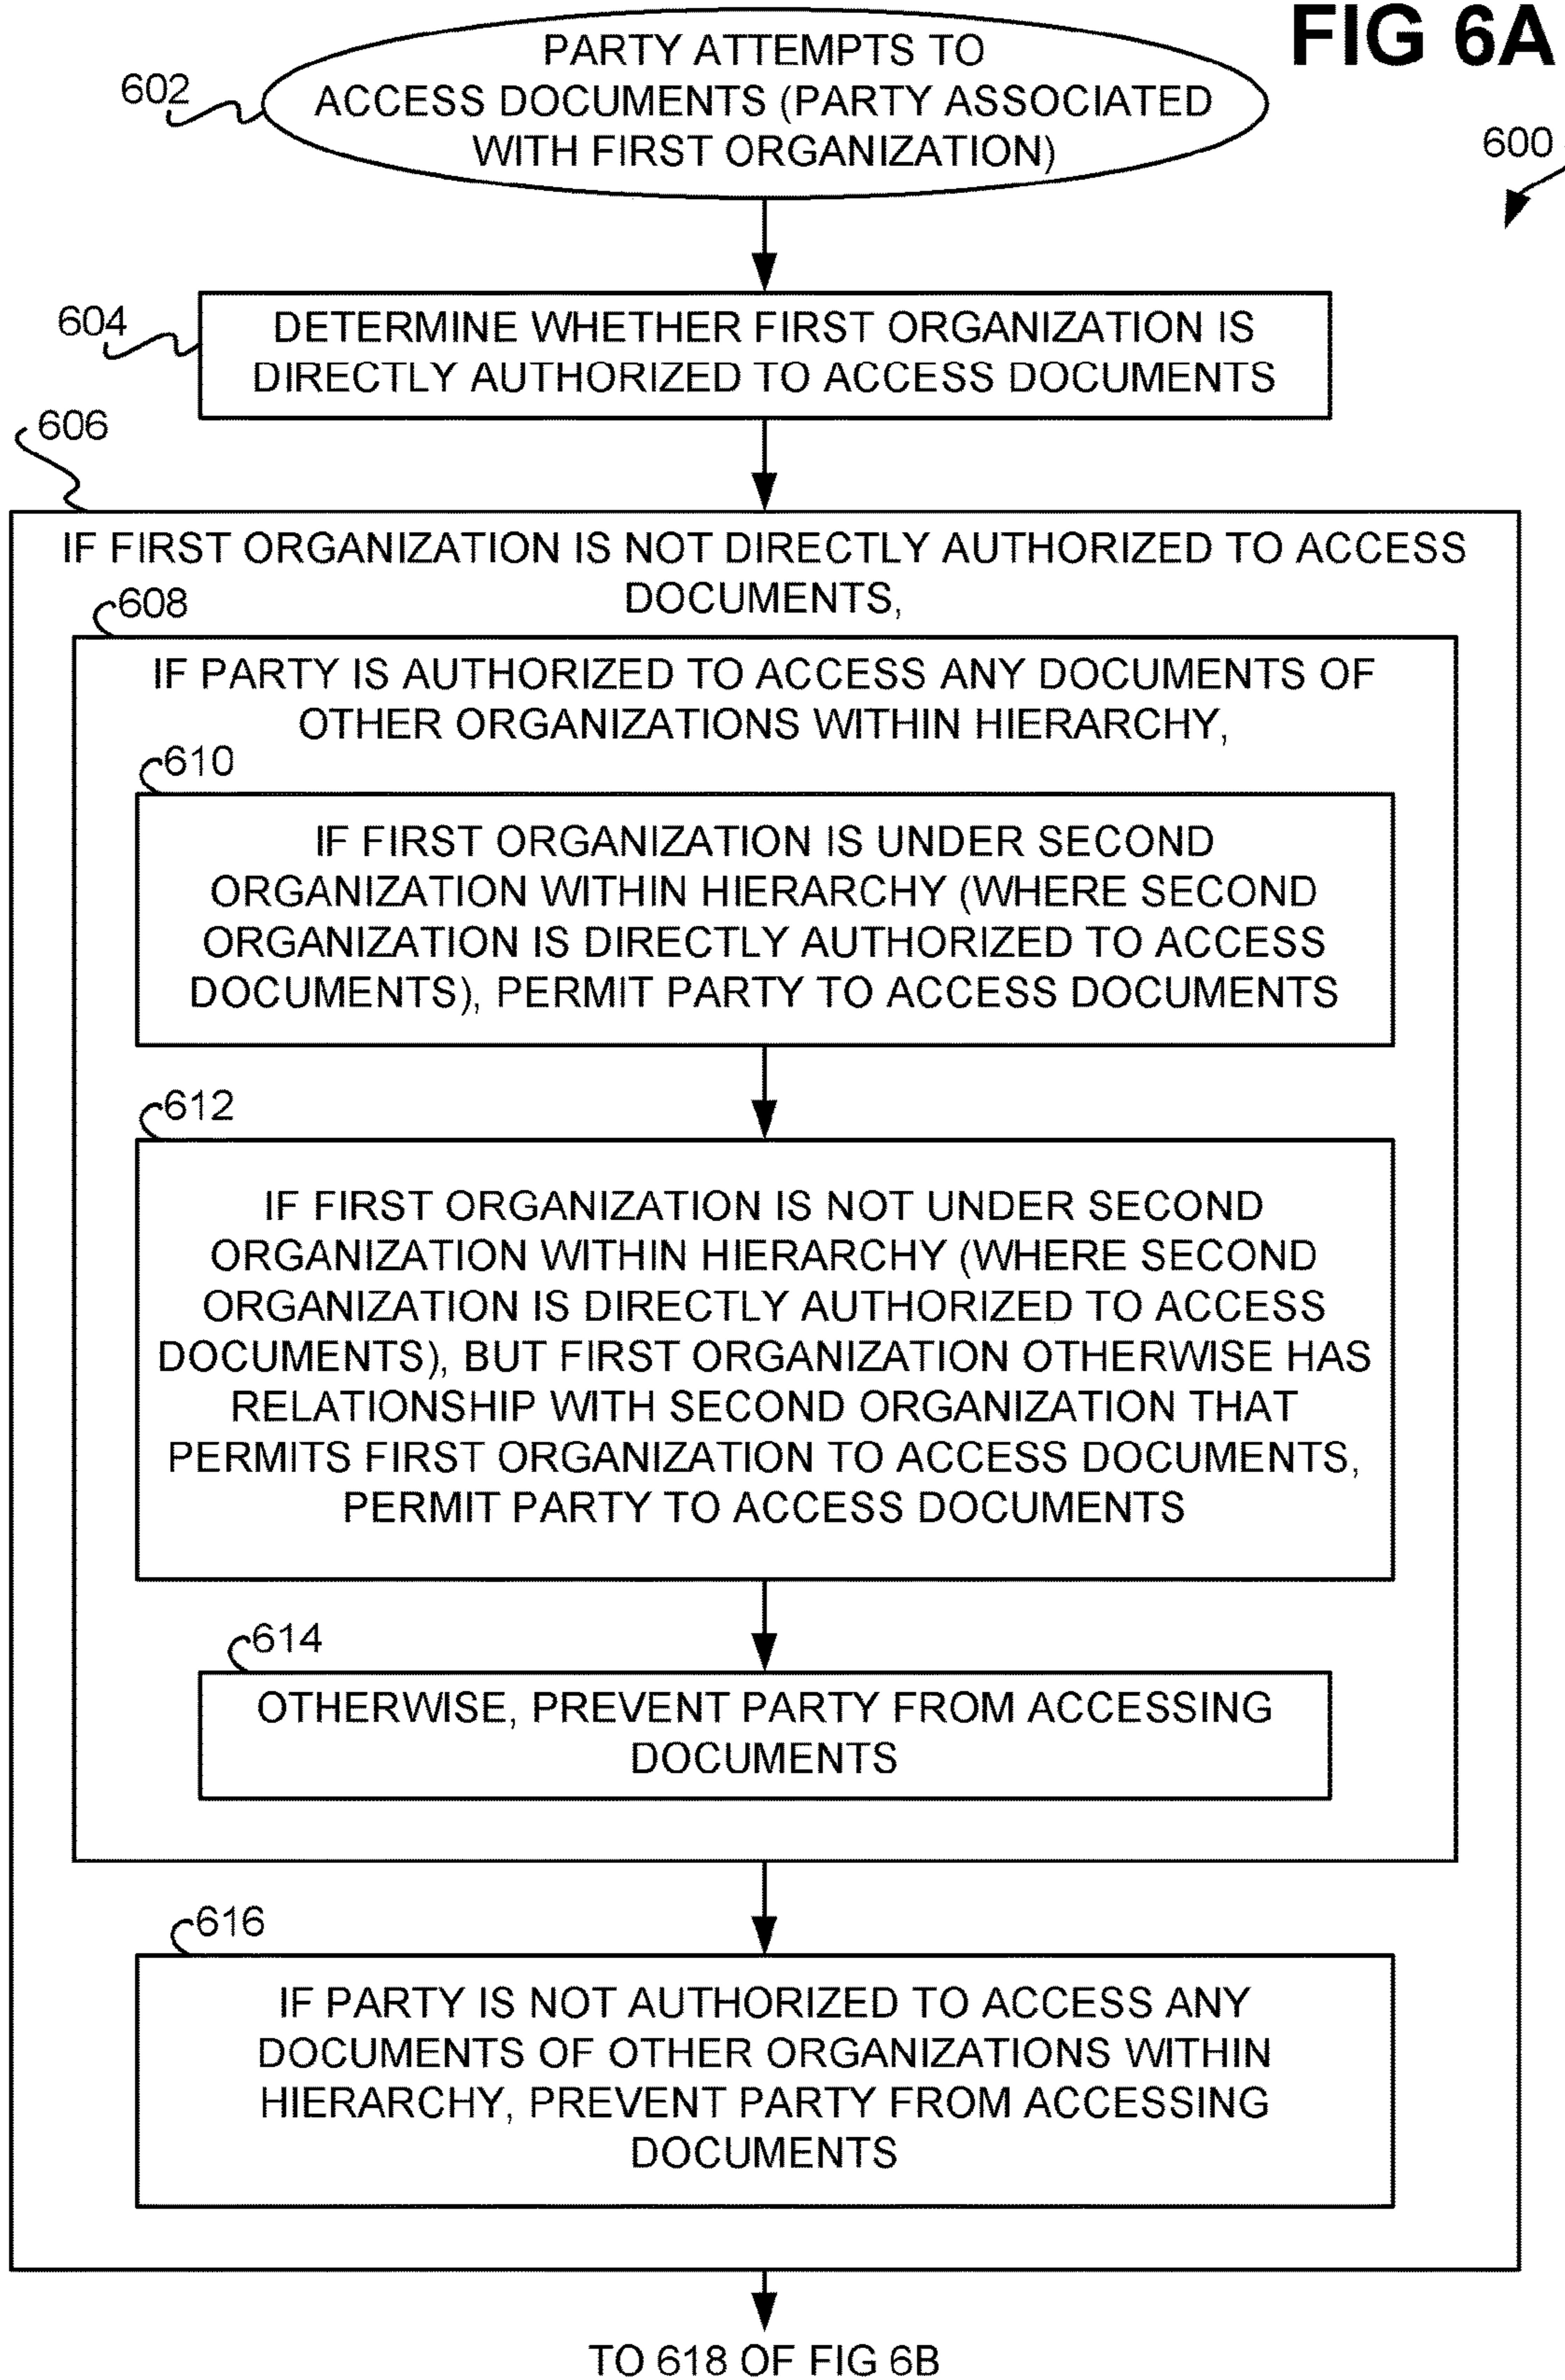 FIG 6A
PARTY ATTEMPTS TO
ACCESS DOCUMENTS (PARTY ASSOCIATED
WITH FIRST ORGANIZATION)
602
600
604
DETERMINE WHETHER FIRST ORGANIZATION IS
DIRECTLY AUTHORIZED TO ACCESS DOCUMENTS
606
IF FIRST ORGANIZATION IS NOT DIRECTLY AUTHORIZED TO ACCESS
DOCUMENTS,
608
IF PARTY IS AUTHORIZED TO ACCESS ANY DOCUMENTS OF
OTHER ORGANIZATIONS WITHIN HIERARCHY,
610
IF FIRST ORGANIZATION IS UNDER SECOND
ORGANIZATION WITHIN HIERARCHY (WHERE SECOND
ORGANIZATION IS DIRECTLY AUTHORIZED TO ACCESS
DOCUMENTS), PERMIT PARTY TO ACCESS DOCUMENTS
612
IF FIRST ORGANIZATION IS NOT UNDER SECOND
ORGANIZATION WITHIN HIERARCHY (WHERE SECOND
ORGANIZATION IS DIRECTLY AUTHORIZED TO ACCESS
DOCUMENTS), BUT FIRST ORGANIZATION OTHERWISE HAS
RELATIONSHIP WITH SECOND ORGANIZATION THAT
PERMITS FIRST ORGANIZATION TO ACCESS DOCUMENTS,
PERMIT PARTY TO ACCESS DOCUMENTS
614
OTHERWISE, PREVENT PARTY FROM ACCESSING
DOCUMENTS
616
IF PARTY IS NOT AUTHORIZED TO ACCESS ANY
DOCUMENTS OF OTHER ORGANIZATIONS WITHIN
HIERARCHY, PREVENT PARTY FROM ACCESSING
DOCUMENTS
TO 618 OF FIG 6B